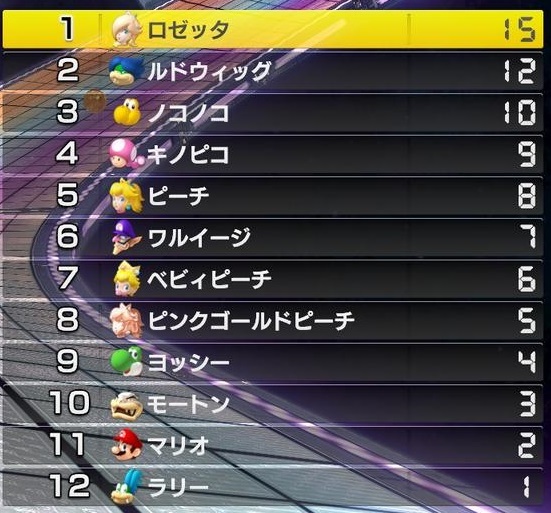 1 ロゼッタ 15
2 ルドウィッグ 12
3 ノコノコ 10
4 キノピコ 9
5 ピーチ 8
6 ワルイージ 7
7 ベビィピーチ 6
8 ピンクゴールドピーチ 5
9 ヨッシー 4
10 モートン 3
11 マリオ 2
12 ラリー 1